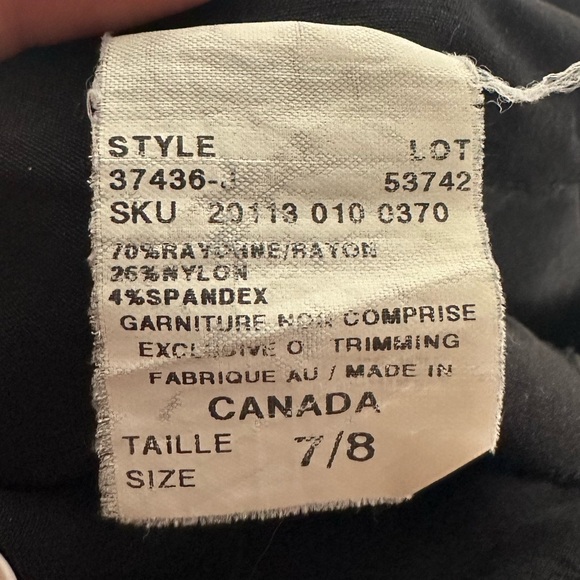 STYLE LOT
37436-J 53742
SKU 20113 010 0370
70%RAYONNE/RAYON
26%NYLON
4%SPANDEX
GARNITURE NON COMPRISE
EXCLUSIVE O TRIMMING
FABRIQUE AU / MADE IN
CANADA
TAILLE 7/8
SIZE